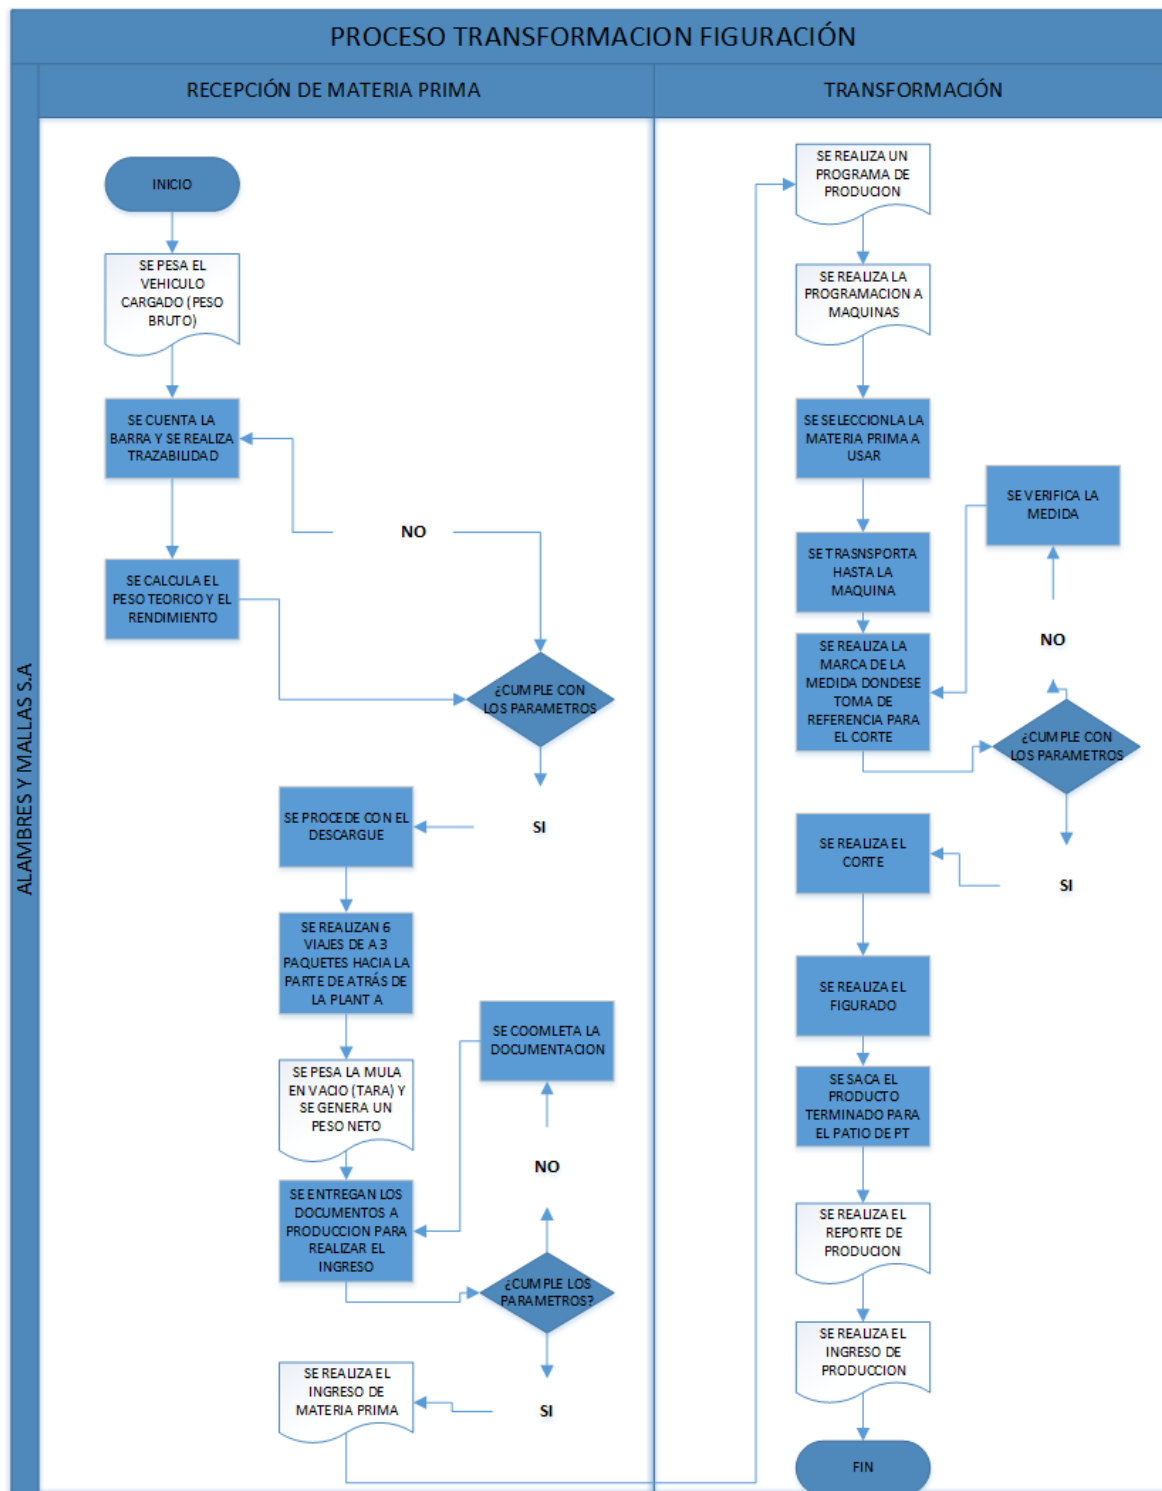 PROCESO TRANSFORMACION FIGURACIÓN
RECEPCIÓN DE MATERIA PRIMA
TRANSFORMACIÓN
ALAMBRES Y MALLAS S.A
INICIO
SE PESA EL
VEHICULO
CARGADO (PESO
BRUTO)
SE CUENTA LA
BARRA Y SE REALIZA
TRAZABILIDAD
NO
SE CALCULA EL
PESO TEORICO Y EL
RENDIMIENTO
¿CUMPLE CON
LOS PARAMETROS
SI
SE PROCEDE CON EL
DESCARGUE
SE REALIZAN 6
VIAJES DE A 3
PAQUETES HACIA LA
PARTE DE ATRÁS DE
LA PLANT A
SE COOMLETA LA
DOCUMENTACION
SE PESA LA MULA
EN VACIO (TARA) Y
SE GENERA UN
PESO NETO
NO
SE ENTREGAN LOS
DOCUMENTOS A
PRODUCCION PARA
REALIZAR EL
INGRESO
¿CUMPLE LOS
PARAMETROS?
SI
SE REALIZA EL
INGRESO DE
MATERIA PRIMA
SE REALIZA UN
PROGRAMA DE
PRODUCION
SE REALIZA LA
PROGRAMACION A
MAQUINAS
SE SELECCIONLA LA
MATERIA PRIMA A
USAR
SE VERIFICA LA
MEDIDA
SE TRASNSPORTA
HASTA LA
MAQUINA
NO
SE REALIZA LA
MARCA DE LA
MEDIDA DONDESE
TOMA DE
REFERENCIA PARA
EL CORTE
¿CUMPLE CON
LOS PARAMETROS
SI
SE REALIZA EL
CORTE
SE REALIZA EL
FIGURADO
SE SACA EL
PRODUCTO
TERMINADO PARA
EL PATIO DE PT
SE REALIZA EL
REPORTE DE
PRODUCION
SE REALIZA EL
INGRESO DE
PRODUCCION
FIN